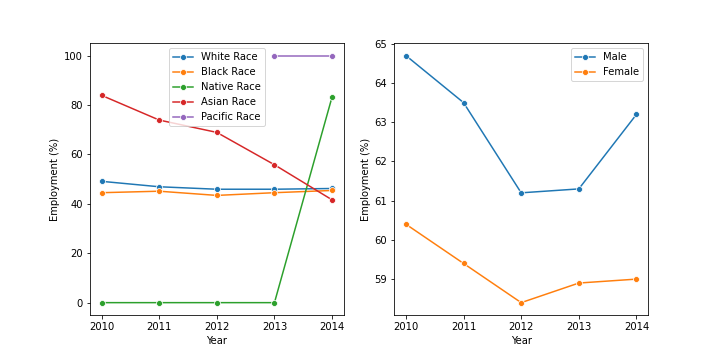 100
80
60
40
20
0
Employment (%)
2010 2011 2012 2013 2014
Year
White Race
Black Race
Native Race
Asian Race
Pacific Race
65
64
63
62
61
60
59
Employment (%)
2010 2011 2012 2013 2014
Year
Male
Female